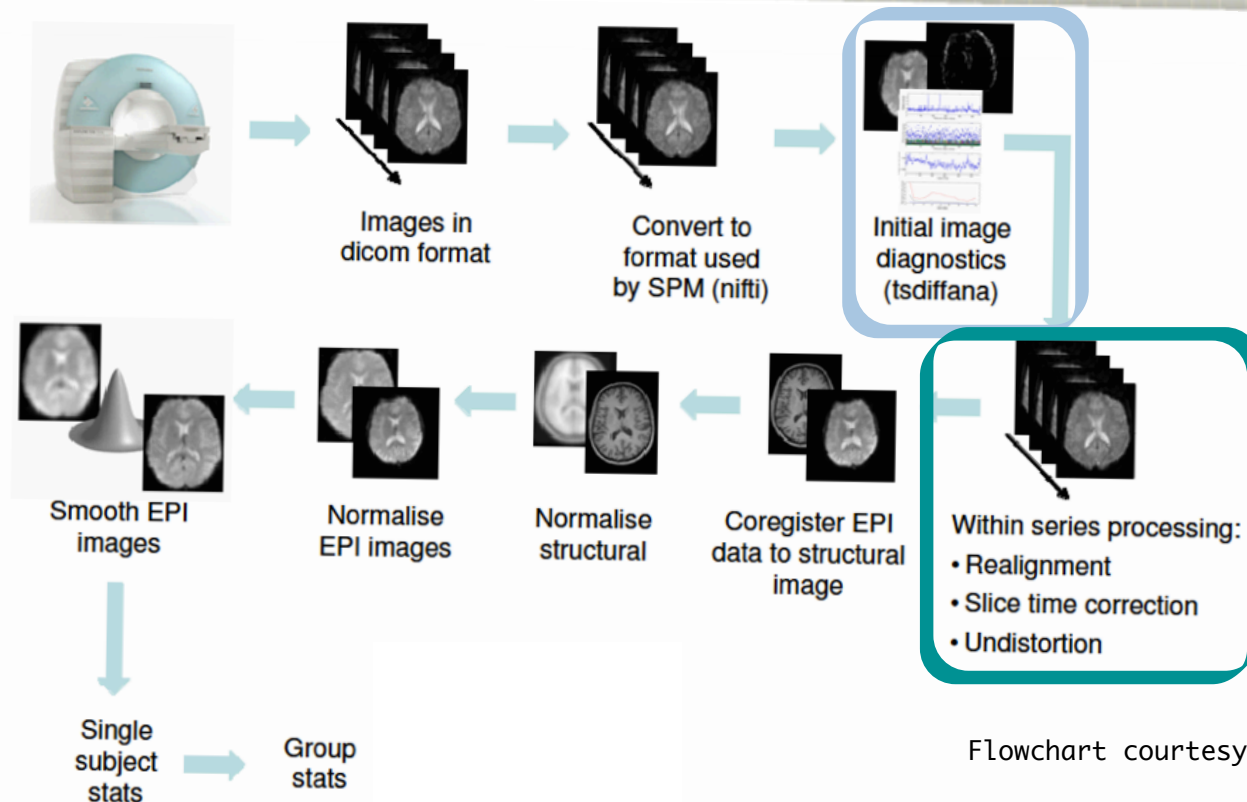 Images in
dicom format
Convert to
format used
by SPM (nifti)
Initial image
diagnostics
(tsdiffana)
Within series processing:
• Realignment
• Slice time correction
• Undistortion
Coregister EPI
data to structural
image
Normalise
structural
Normalise
EPI images
Smooth EPI
images
Single
subject
stats
Group
stats
Flowchart courtesy